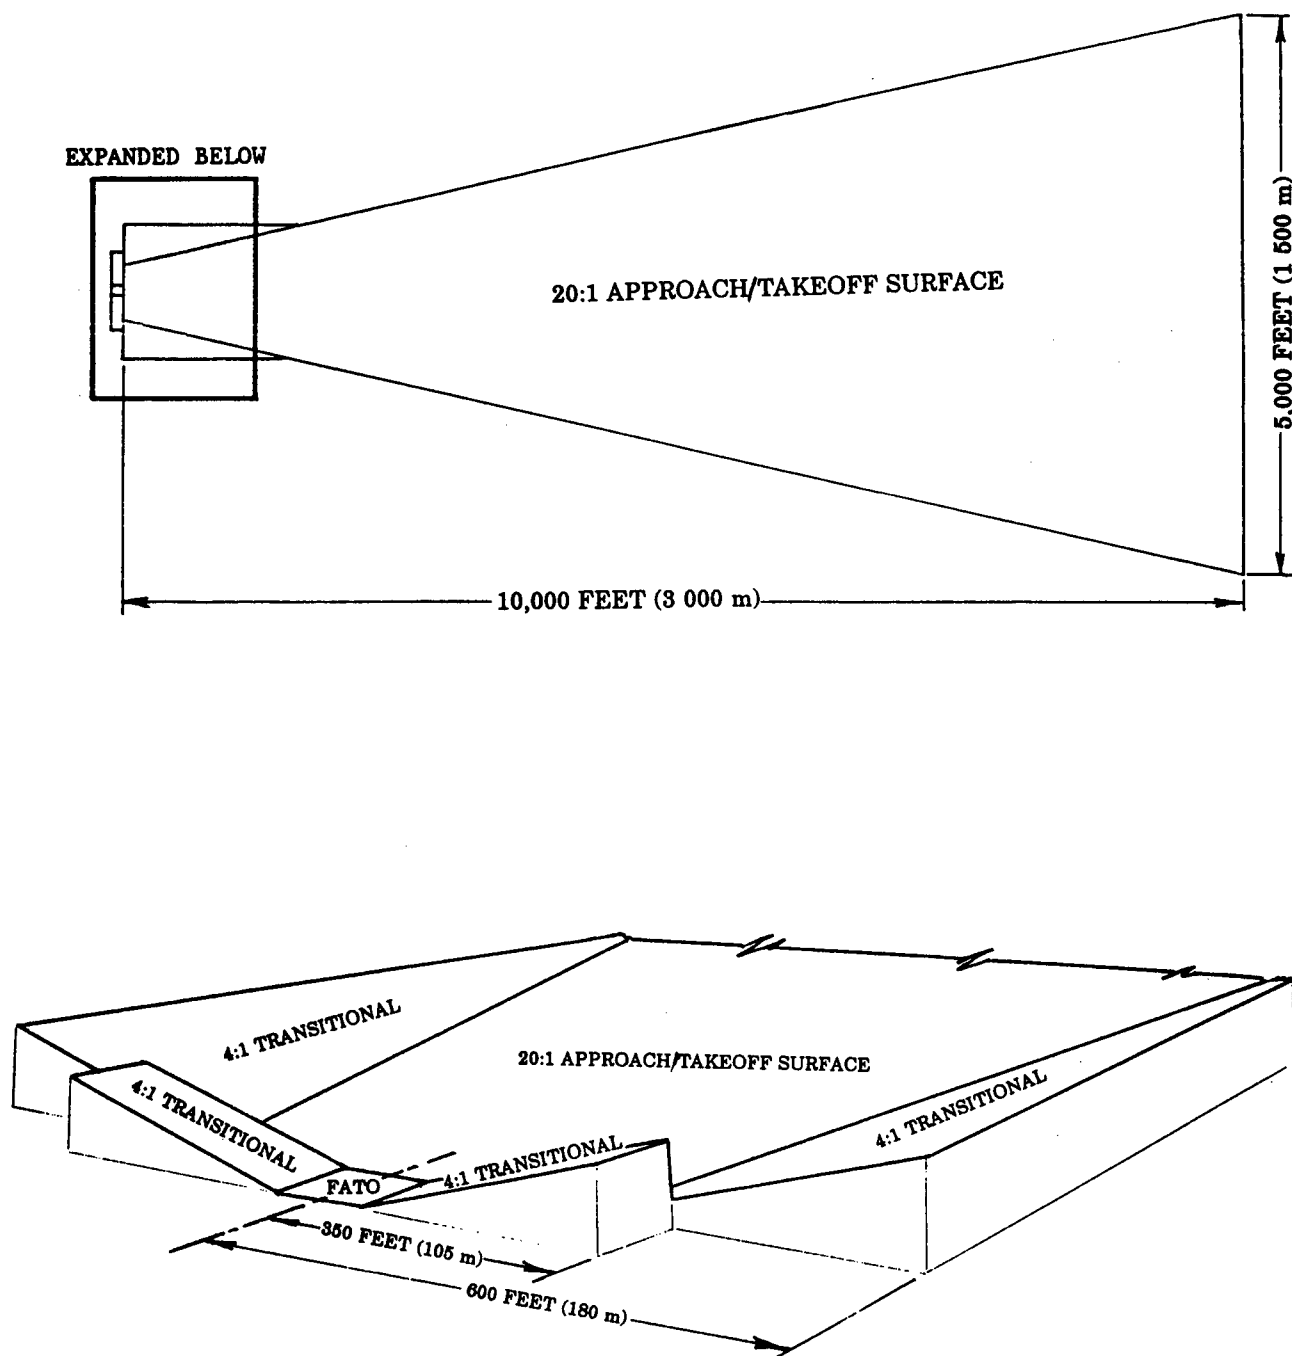 EXPANDED BELOW
20:1 APPROACH/TAKEOFF SURFACE
5.000 FEET (1 500 m)
10,000 FEET (3 000 m)
4:1 TRANSITIONAL
20:1 APPROACH/TAKEOFF SURFACE
4:1 TRANSITIONAL
4:1 TRANSITIONAL
4:1 TRANSITIONAL
FATO
350 FEET (105 m)
600 FEET (180 m)